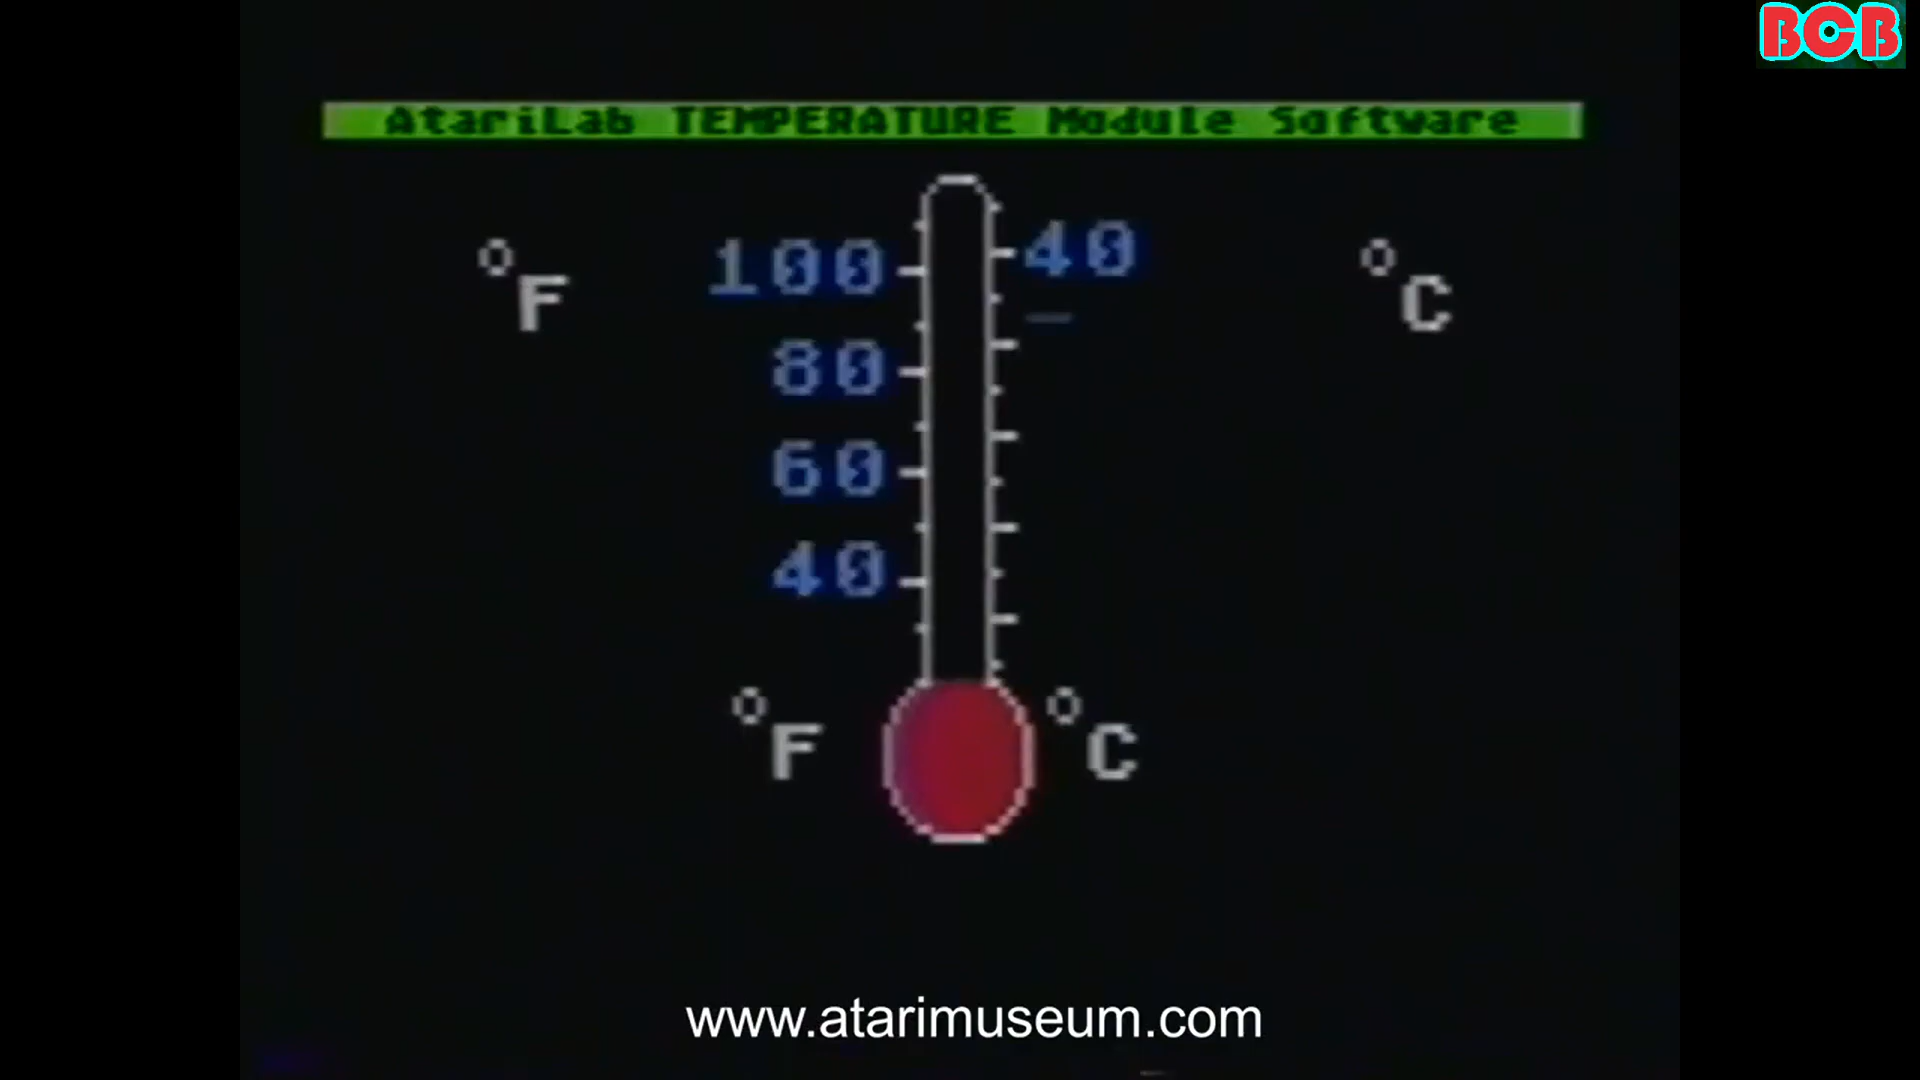 BCB
AtariLab TEMPERATURE Module Software
°F 100 40 °C
80
60
40
°F °C
www.atarimuseum.com